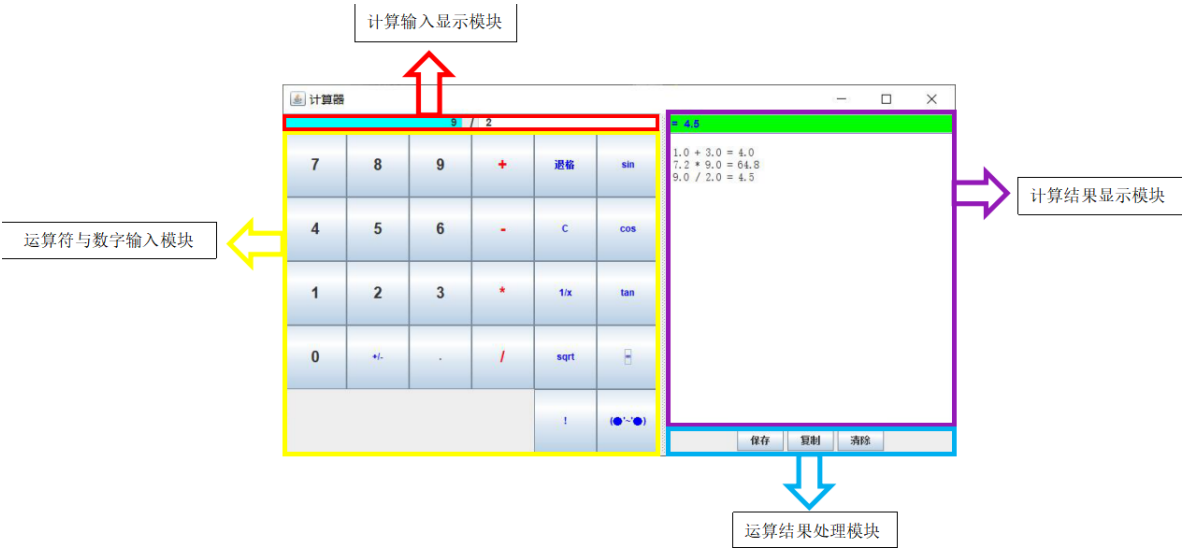 计算输入显示模块
计算器
9 / 2
= 4.5
7 8 9 + 退格 sin
1.0 + 3.0 = 4.0
7.2 * 9.0 = 64.8
9.0 / 2.0 = 4.5
计算结果显示模块
4 5 6 - C cos
运算符与数字输入模块
1 2 3 * 1/x tan
0 +/- . / sqrt =
! (●'~'●)
保存 复制 清除
运算结果处理模块